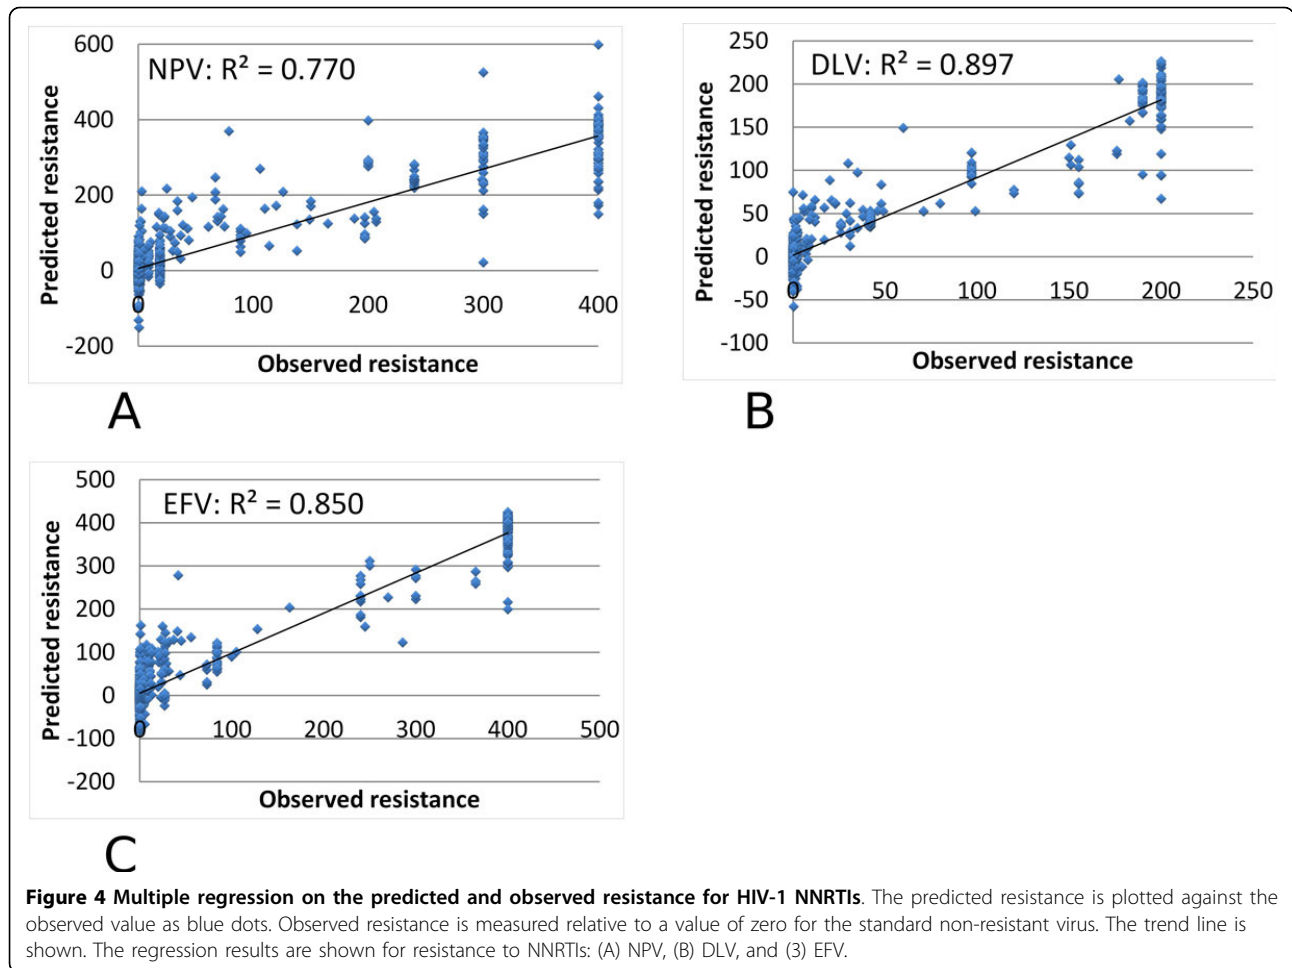 600
NPV: R² = 0.770
400
200
0
-200
0 100 200 300 400
Predicted resistance
Observed resistance
A
250
DLV: R² = 0.897
200
150
100
50
0
-50
-100
0 50 100 150 200 250
Predicted resistance
Observed resistance
B
500
EFV: R² = 0.850
400
300
200
100
0
-100
-200
0 100 200 300 400 500
Predicted resistance
Observed resistance
C
Figure 4 Multiple regression on the predicted and observed resistance for HIV-1 NNRTIs. The predicted resistance is plotted against the
observed value as blue dots. Observed resistance is measured relative to a value of zero for the standard non-resistant virus. The trend line is
shown. The regression results are shown for resistance to NNRTIs: (A) NPV, (B) DLV, and (3) EFV.